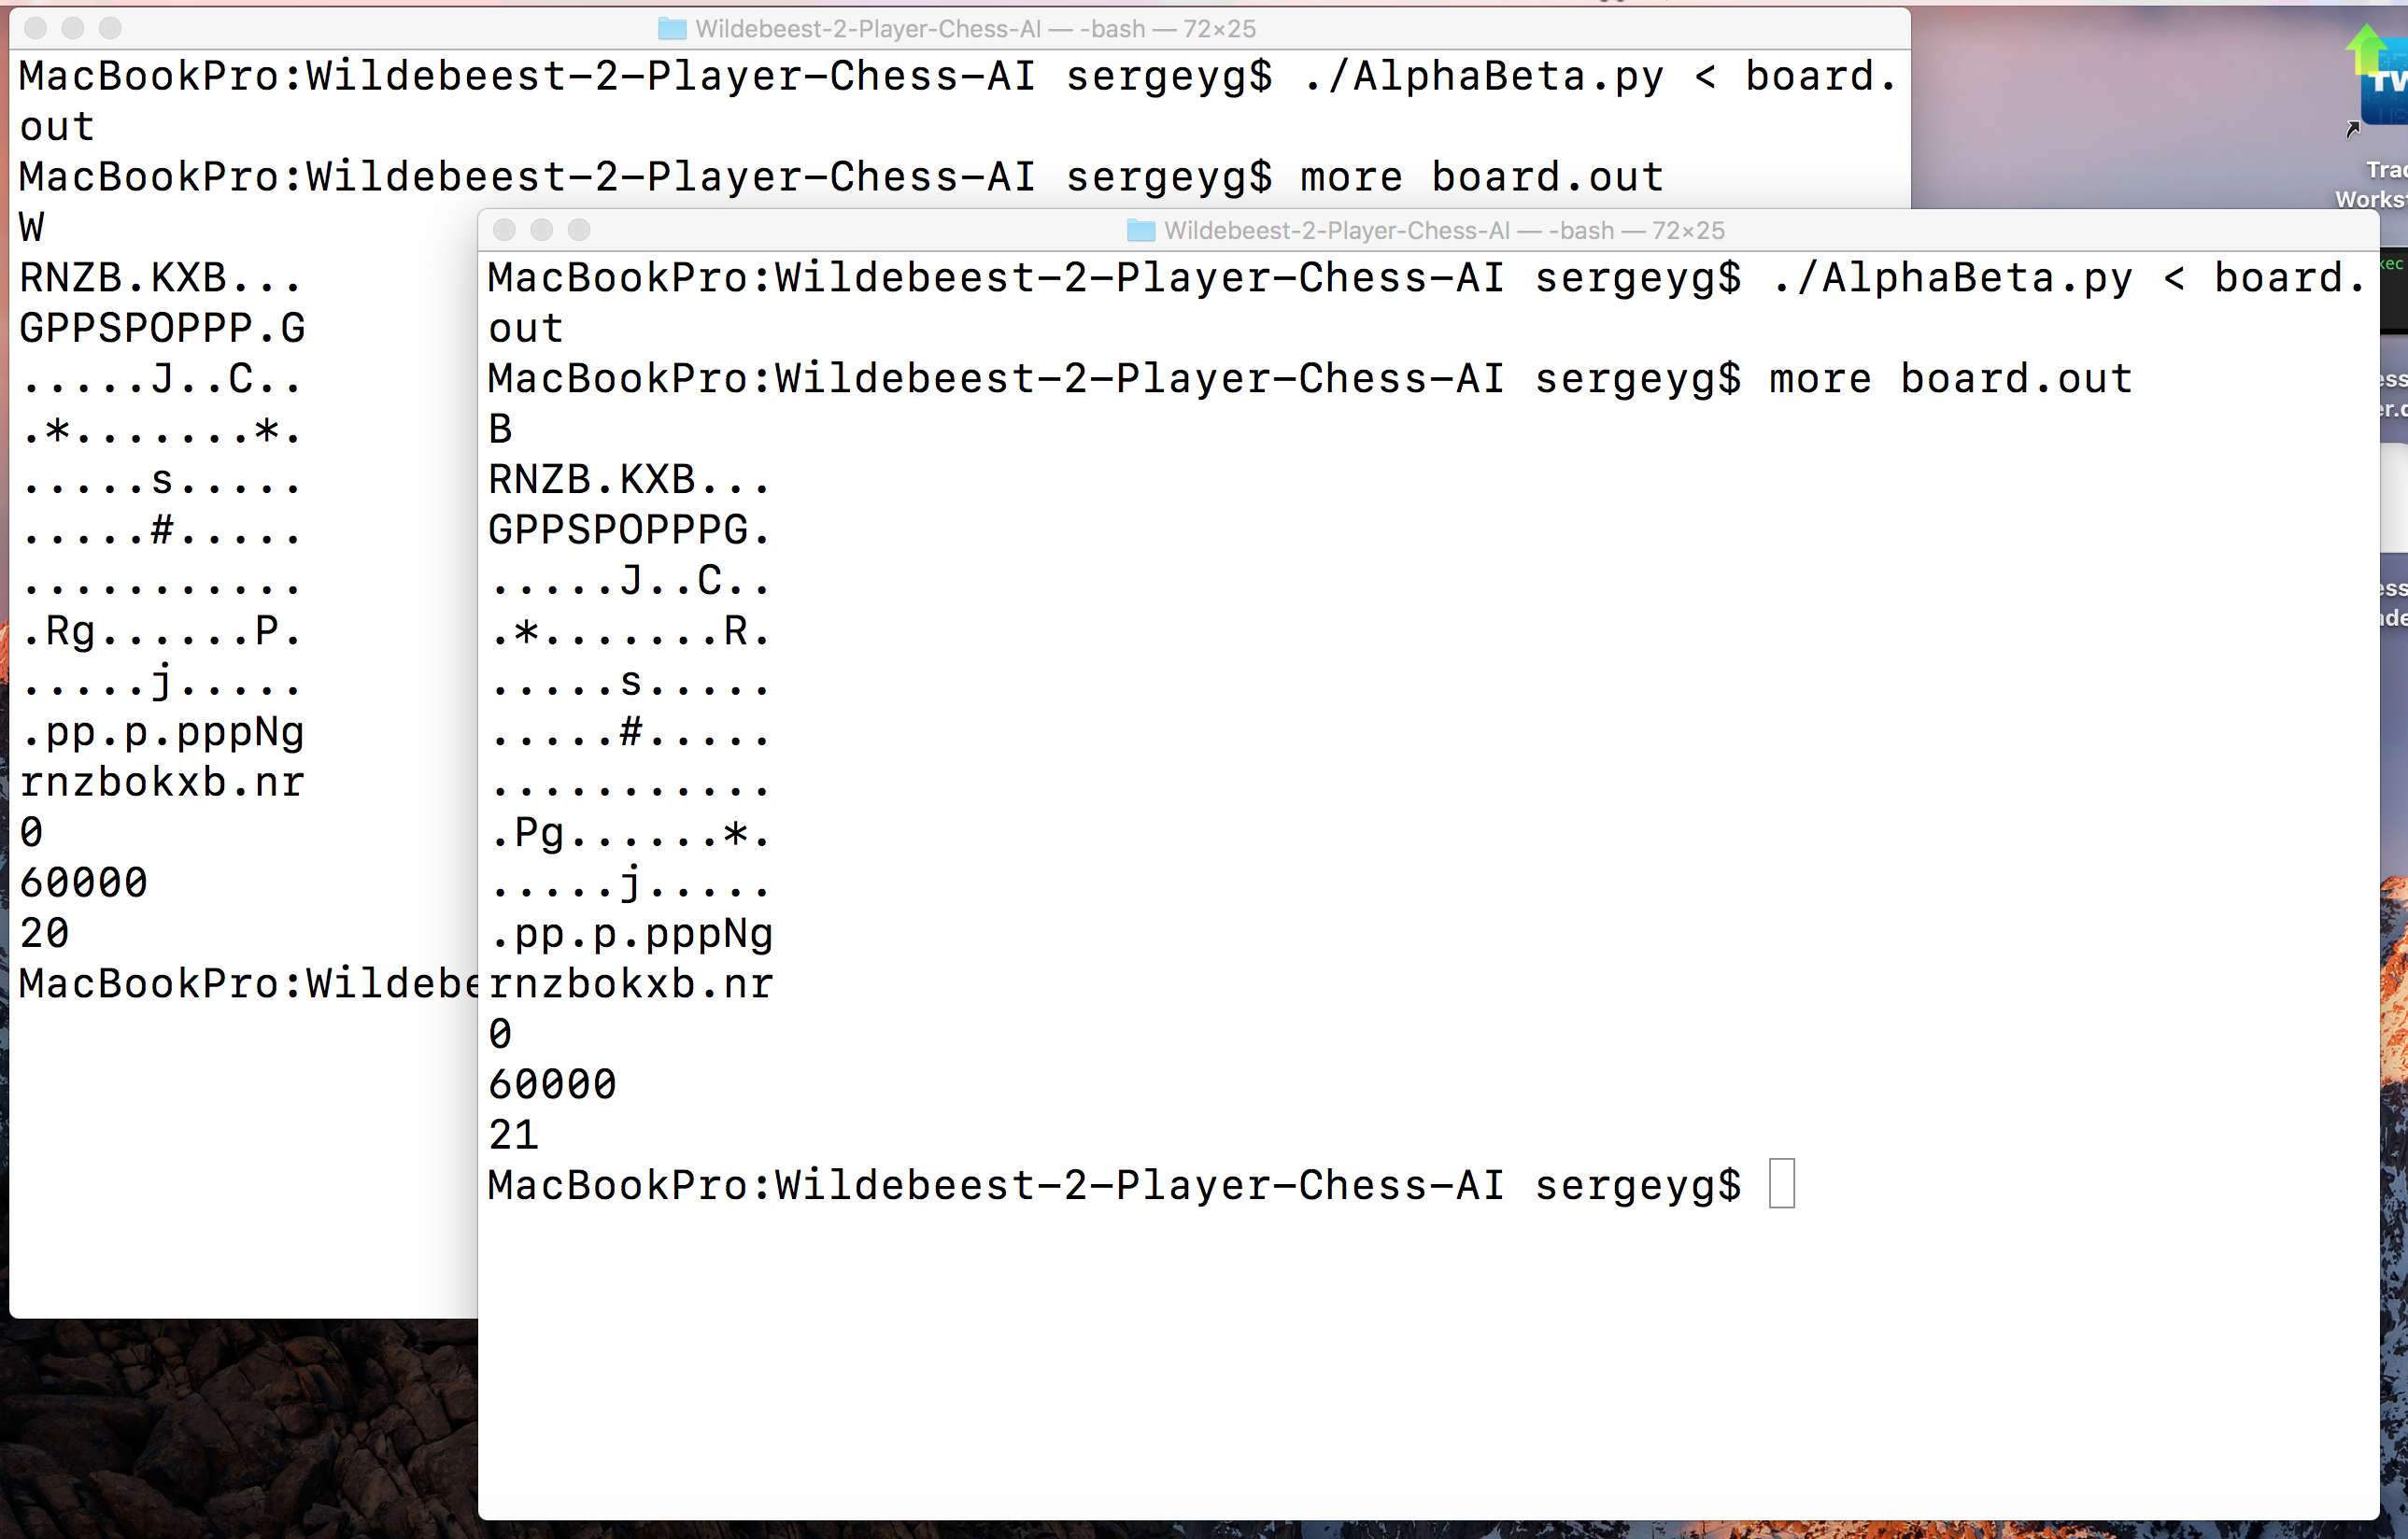 Wildebeest-2-Player-Chess-AI — -bash — 72×25
MacBookPro:Wildebeest-2-Player-Chess-AI sergeyg$ ./AlphaBeta.py < board.
out
MacBookPro:Wildebeest-2-Player-Chess-AI sergeyg$ more board.out
W
RNZB.KXB...
GPPSPOPPP.G
.....J..C..
.*.......*.
.....s.....
.....#.....
...........
.Rg......P.
.....j.....
.pp.p.pppNg
rnzbokxb.nr
0
60000
20
MacBookPro:Wildebe
Wildebeest-2-Player-Chess-AI — -bash — 72×25
MacBookPro:Wildebeest-2-Player-Chess-AI sergeyg$ ./AlphaBeta.py < board.
out
MacBookPro:Wildebeest-2-Player-Chess-AI sergeyg$ more board.out
B
RNZB.KXB...
GPPSPOPPPG.
.....J..C..
.*.......R.
.....s.....
.....#.....
...........
.Pg......*.
.....j.....
.pp.p.pppNg
rnzbokxb.nr
0
60000
21
MacBookPro:Wildebeest-2-Player-Chess-AI sergeyg$